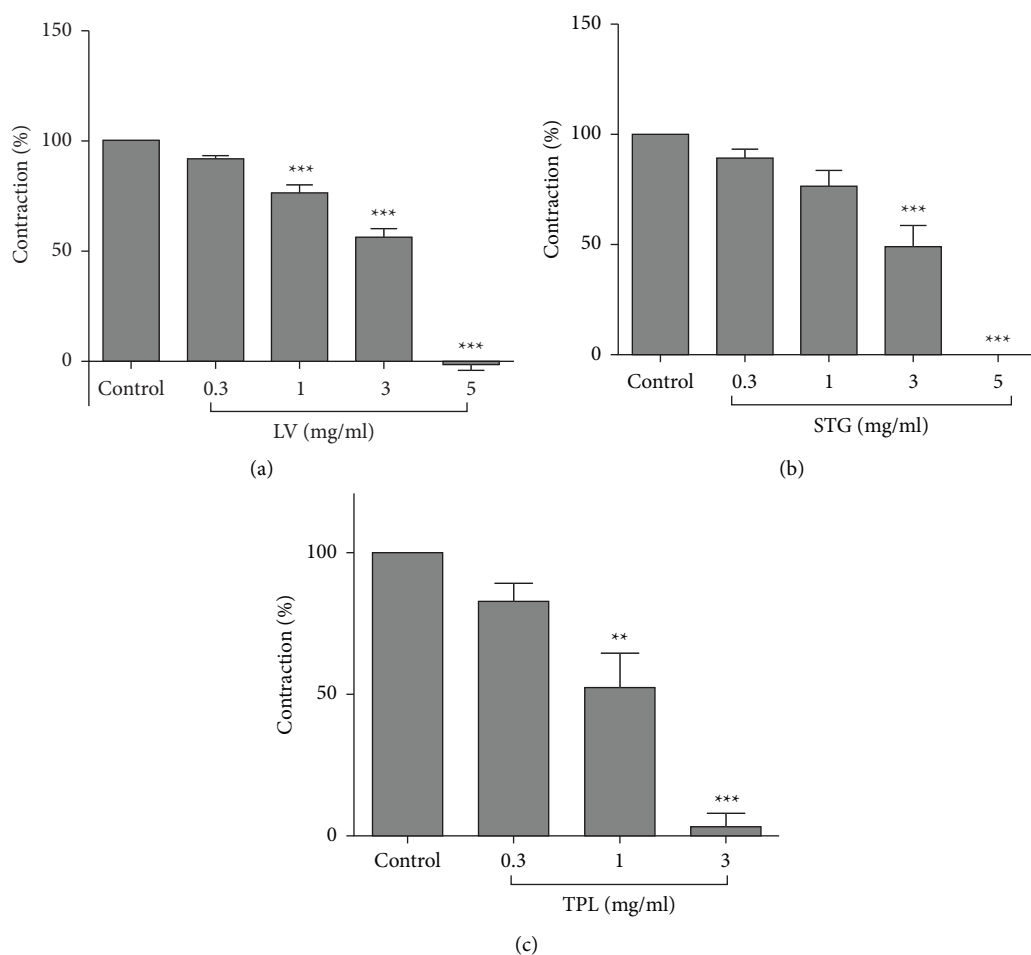 150
100
50
0
Contraction (%)
***
***
***
Control 0.3 1 3 5
LV (mg/ml)
(a)
150
100
50
0
Contraction (%)
***
***
Control 0.3 1 3 5
STG (mg/ml)
(b)
100
50
0
Contraction (%)
**
***
Control 0.3 1 3
TPL (mg/ml)
(c)